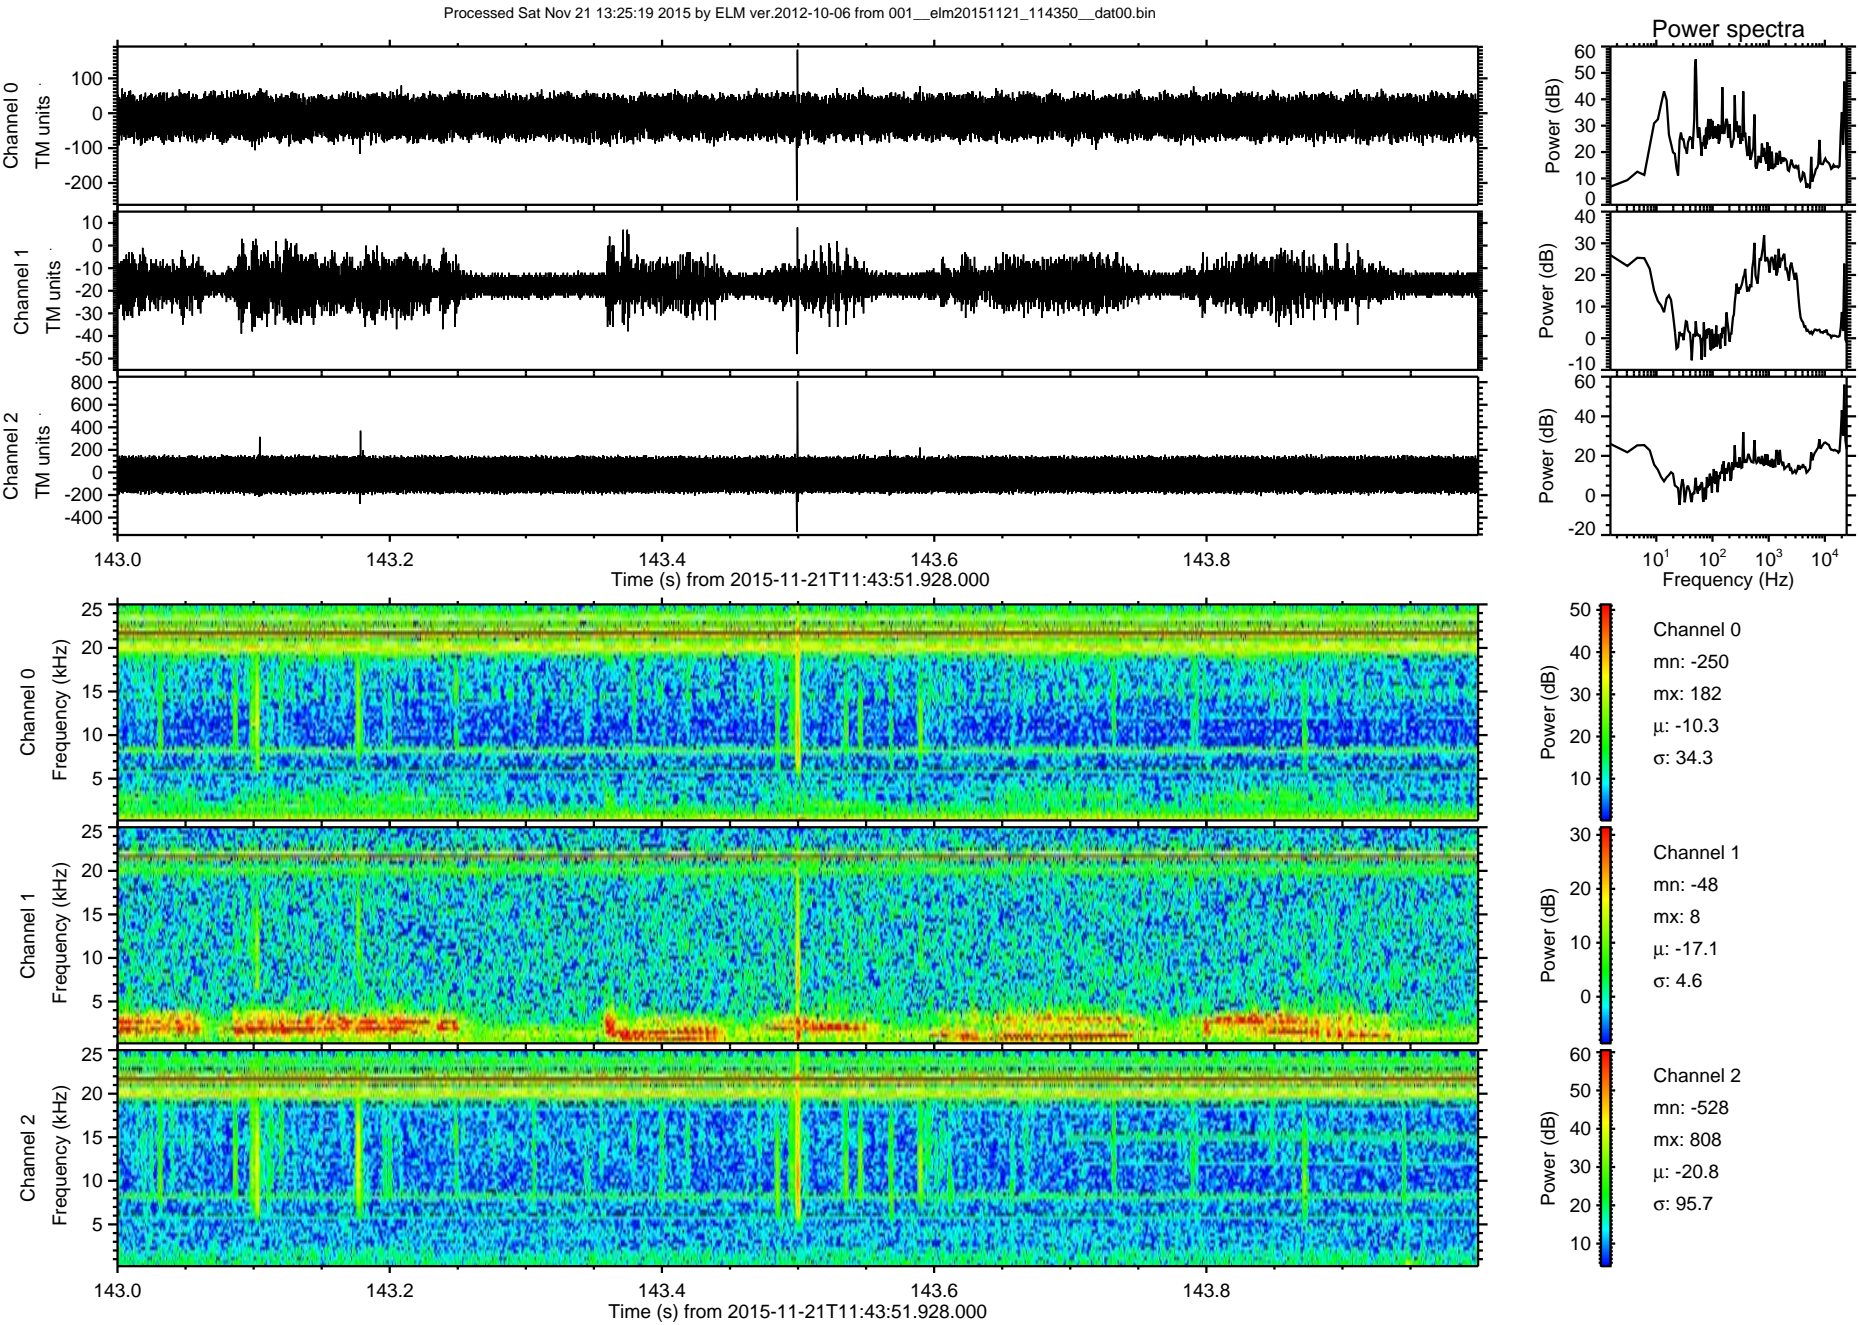 Processed Sat Nov 21 13:25:19 2015 by ELM ver.2012-10-06 from 001__elm20151121_114350__dat00.bin
Power spectra
Channel 0
TM units
100
0
-100
-200
Power (dB)
60
50
40
30
20
10
0
Channel 1
TM units
10
0
-10
-20
-30
-40
-50
Power (dB)
40
30
20
10
0
-10
Channel 2
TM units
800
600
400
200
0
-200
-400
Power (dB)
60
40
20
0
-20
143.0 143.2 143.4 143.6 143.8
Time (s) from 2015-11-21T11:43:51.928.000
10^1 10^2 10^3 10^4
Frequency (Hz)
Channel 0
Frequency (kHz)
25
20
15
10
5
Power (dB)
50
40
30
20
10
Channel 0
mn: -250
mx: 182
μ: -10.3
σ: 34.3
Channel 1
Frequency (kHz)
25
20
15
10
5
Power (dB)
30
20
10
0
Channel 1
mn: -48
mx: 8
μ: -17.1
σ: 4.6
Channel 2
Frequency (kHz)
25
20
15
10
5
Power (dB)
60
50
40
30
20
10
Channel 2
mn: -528
mx: 808
μ: -20.8
σ: 95.7
143.0 143.2 143.4 143.6 143.8
Time (s) from 2015-11-21T11:43:51.928.000